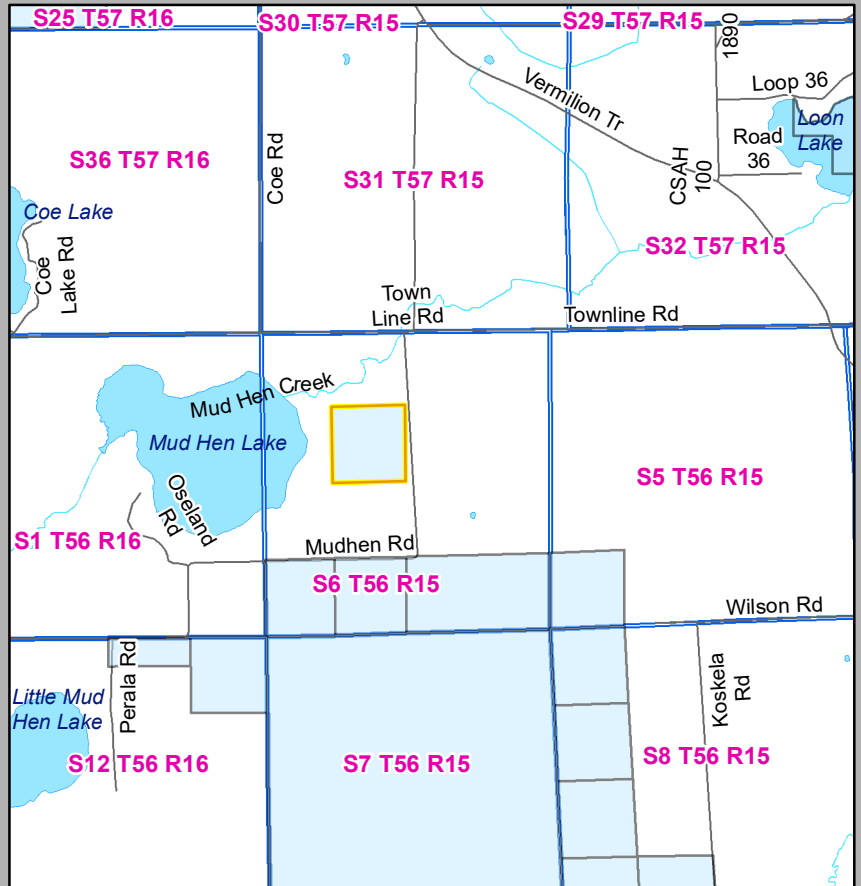 S25 T57 R16
S30 T57 R15
S29 T57 R15
1890
Loop 36
Vermilion Tr
Loon
Lake
Road
36
Coe Rd
S36 T57 R16
S31 T57 R15
CSAH
100
Coe Lake
Coe
Lake Rd
S32 T57 R15
Town
Line Rd
Townline Rd
Mud Hen Creek
Mud Hen Lake
S5 T56 R15
Oseland
Rd
S1 T56 R16
Mudhen Rd
S6 T56 R15
Wilson Rd
Perala Rd
Koskela
Rd
Little Mud
Hen Lake
S12 T56 R16
S7 T56 R15
S8 T56 R15